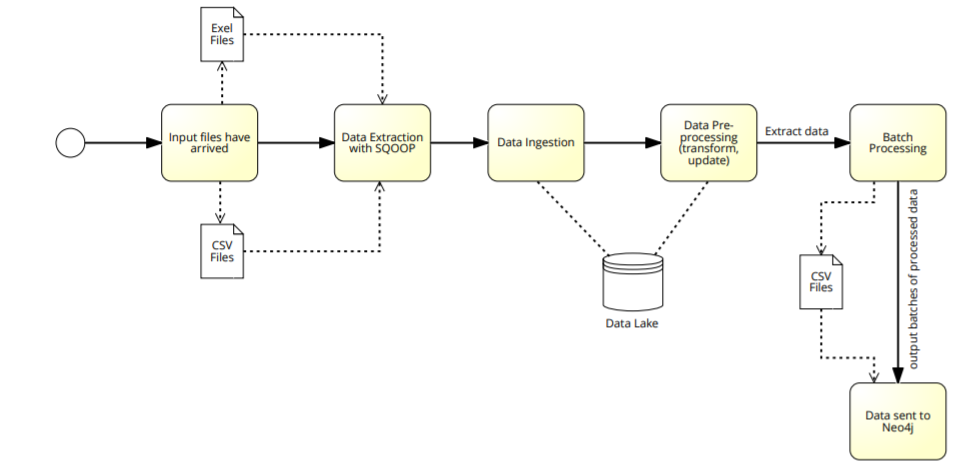 Exel
Files
Input files have
arrived
Data Extraction
with SQOOP
Data Ingestion
Data Pre-
processing
(transform,
update)
Extract data
Batch
Processing
CSV
Files
Data Lake
CSV
Files
output batches of processed data
Data sent to
Neo4j